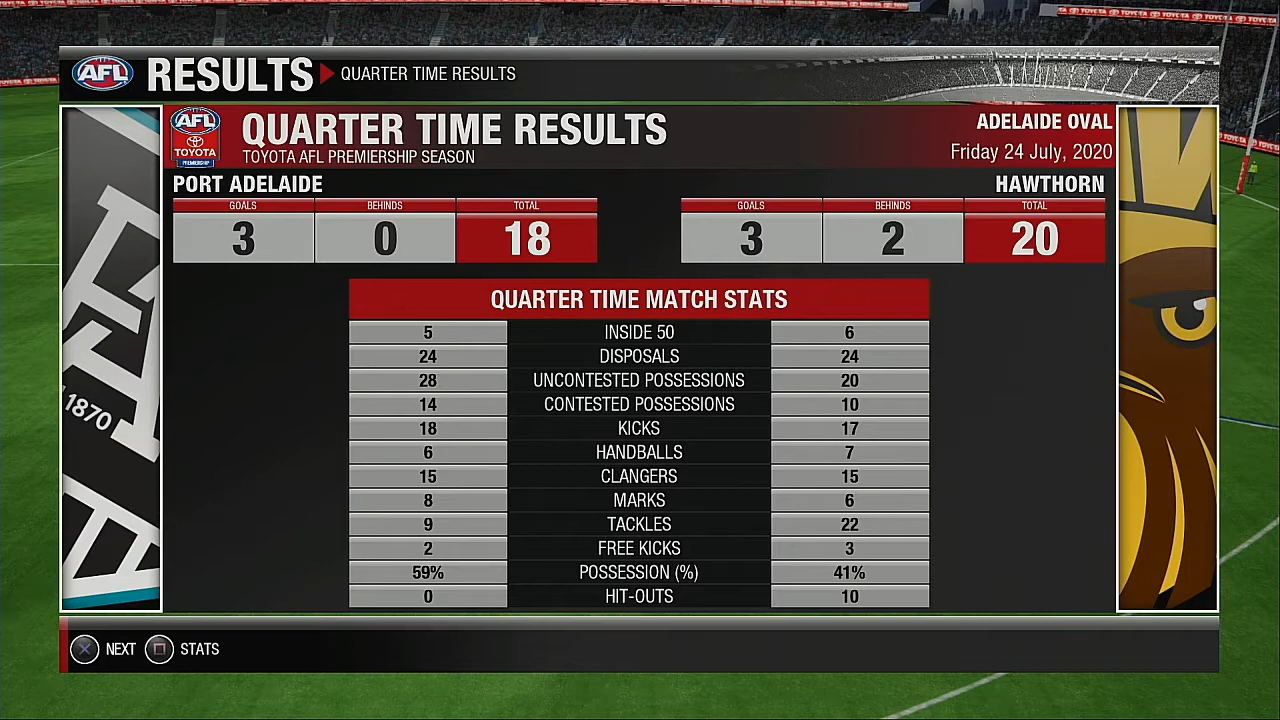 TOYOTA TOYOTA TOYOTA
AFL RESULTS QUARTER TIME RESULTS
AFL
TOYOTA
PREMIERSHIP
QUARTER TIME RESULTS
TOYOTA AFL PREMIERSHIP SEASON
ADELAIDE OVAL
Friday 24 July, 2020
PORT ADELAIDE
HAWTHORN
GOALS BEHINDS TOTAL GOALS BEHINDS TOTAL
3 0 18 3 2 20
QUARTER TIME MATCH STATS
5 INSIDE 50 6
24 DISPOSALS 24
28 UNCONTESTED POSSESSIONS 20
14 CONTESTED POSSESSIONS 10
18 KICKS 17
6 HANDBALLS 7
15 CLANGERS 15
8 MARKS 6
9 TACKLES 22
2 FREE KICKS 3
59% POSSESSION (%) 41%
0 HIT-OUTS 10
1870
NEXT STATS